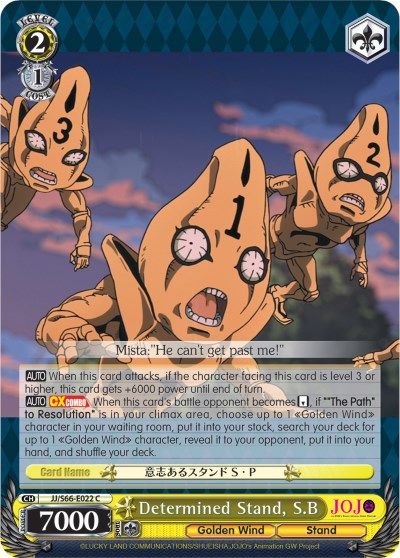 LEVEL
2
1
COST
3
2
1
Mista:"He can't get past me!"
AUTO When this card attacks, if the character facing this card is level 3 or
higher, this card gets +6000 power until end of turn.
AUTO CXCOMBO When this card's battle opponent becomes, if ""The Path"
to Resolution" is in your climax area, choose up to 1 «Golden Wind»
character in your waiting room, put it into your stock, search your deck for
up to 1 «Golden Wind» character, reveal it to your opponent, put it into your
hand, and shuffle your deck.
Card Name 意志あるスタンド S・P
CH JJ/S66-E022 C
POWER 7000 SOUL Determined Stand, S.B JOJO
Golden Wind Stand
©LUCKY LAND COMMUNICATIONS/SHUEISHA,JOJO's Animation GW Project